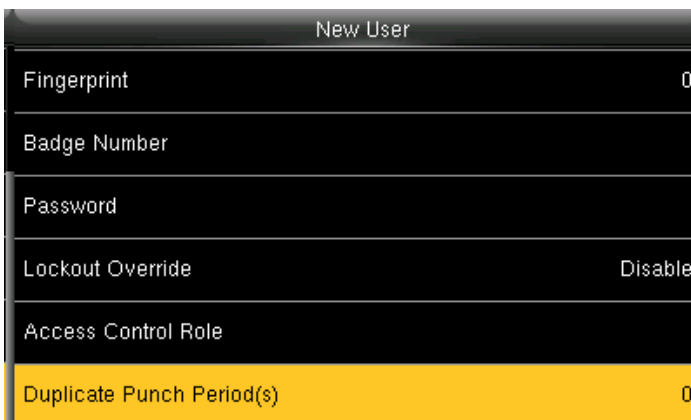 New User
Fingerprint 0
Badge Number
Password
Lockout Override Disable
Access Control Role
Duplicate Punch Period(s) 0